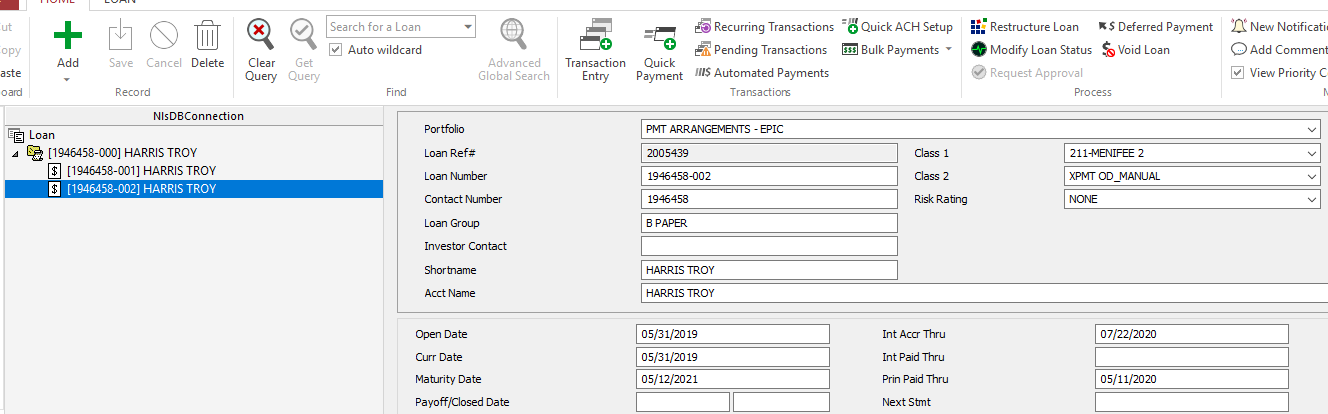 HOME LOAN
Cut
Copy
Paste
Board
Add
Save
Cancel
Delete
Record
Clear Query
Get Query
Search for a Loan
Auto wildcard
Advanced Global Search
Find
Transaction Entry
Quick Payment
Recurring Transactions
Pending Transactions
Automated Payments
Quick ACH Setup
Bulk Payments
Transactions
Restructure Loan
Modify Loan Status
Request Approval
Deferred Payment
Void Loan
Process
New Notificatio
Add Comment
View Priority C
NlsDBConnection
Loan
[1946458-000] HARRIS TROY
[1946458-001] HARRIS TROY
[1946458-002] HARRIS TROY
Portfolio PMT ARRANGEMENTS - EPIC
Loan Ref# 2005439 Class 1 211-MENIFEE 2
Loan Number 1946458-002 Class 2 XPMT OD_MANUAL
Contact Number 1946458 Risk Rating NONE
Loan Group B PAPER
Investor Contact
Shortname HARRIS TROY
Acct Name HARRIS TROY
Open Date 05/31/2019 Int Accr Thru 07/22/2020
Curr Date 05/31/2019 Int Paid Thru
Maturity Date 05/12/2021 Prin Paid Thru 05/11/2020
Payoff/Closed Date Next Stmt